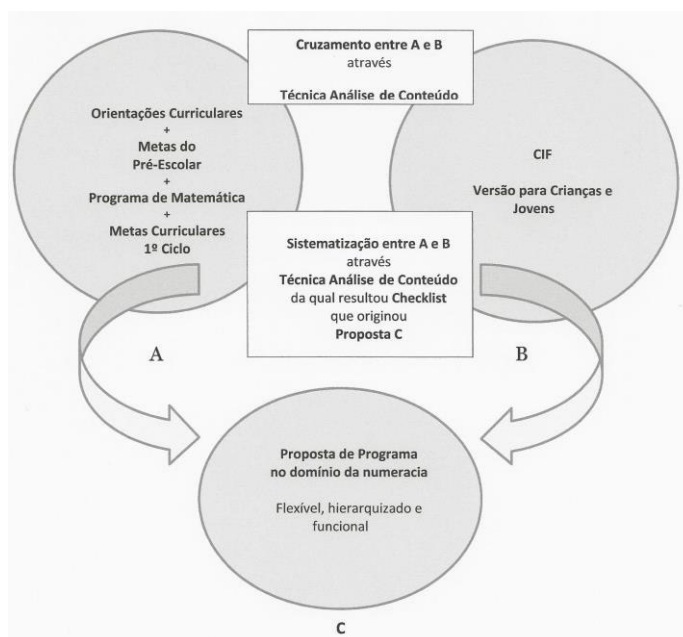 Cruzamento entre A e B
através
Técnica Análise de Conteúdo
Orientações Curriculares
+
Metas do
Pré-Escolar
+
Programa de Matemática
+
Metas Curriculares
1º Ciclo
CIF
Versão para Crianças e
Jovens
Sistematização entre A e B
através
Técnica Análise de Conteúdo
da qual resultou Checklist
que originou
Proposta C
A
B
Proposta de Programa
no domínio da numeracia
Flexível, hierarquizado e
funcional
C